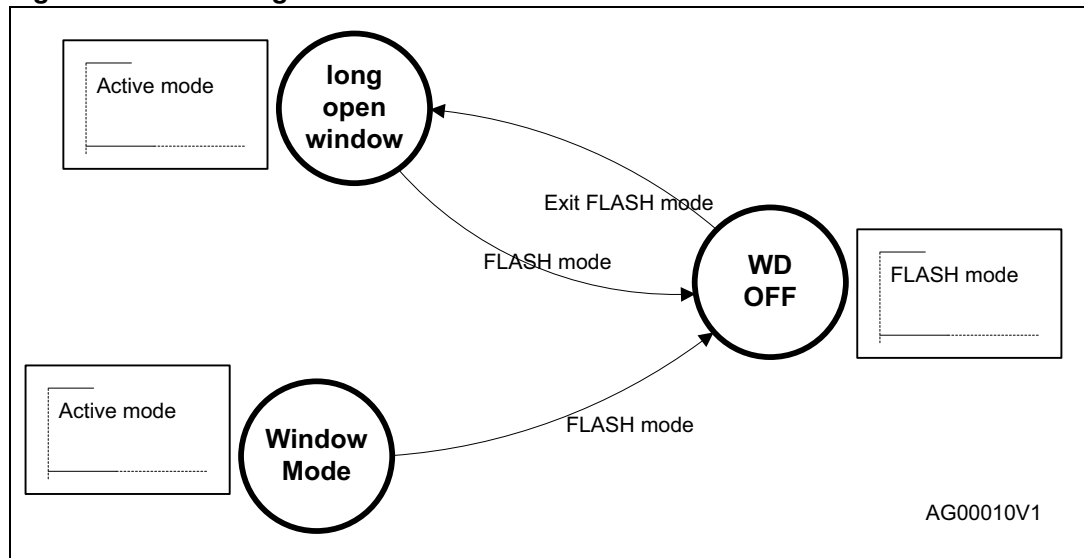 Active mode
long
open
window
Exit FLASH mode
FLASH mode
WD
OFF
FLASH mode
Active mode
Window
Mode
FLASH mode
AG00010V1